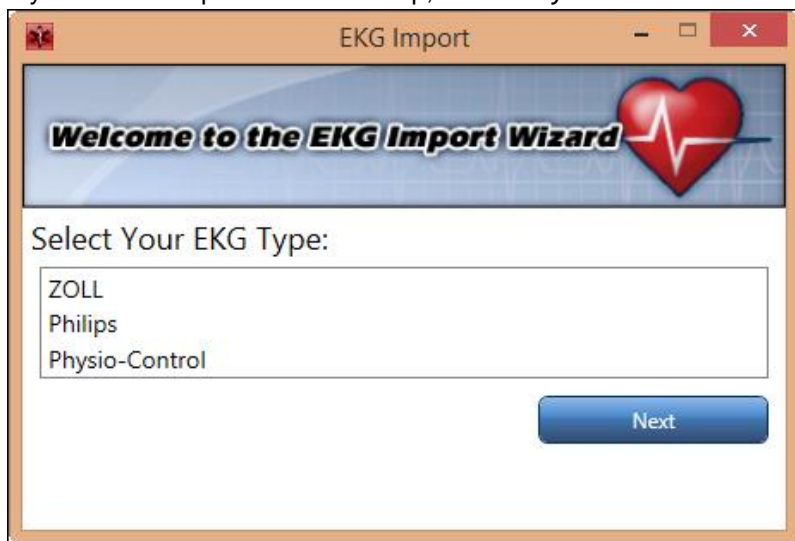 EKG Import
Welcome to the EKG Import Wizard
Select Your EKG Type:
ZOLL
Philips
Physio-Control
Next